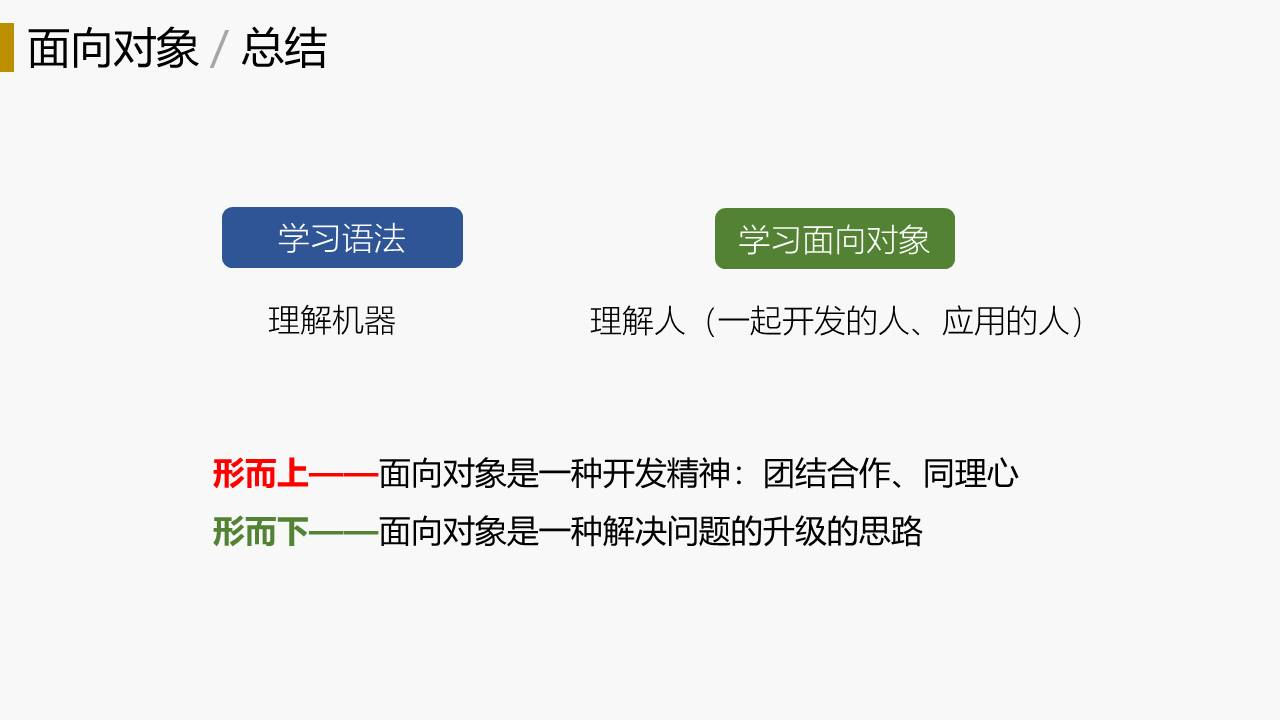 面向对象 / 总结
学习语法
学习面向对象
理解机器
理解人（一起开发的人、应用的人）
形而上——面向对象是一种开发精神：团结合作、同理心
形而下——面向对象是一种解决问题的升级的思路